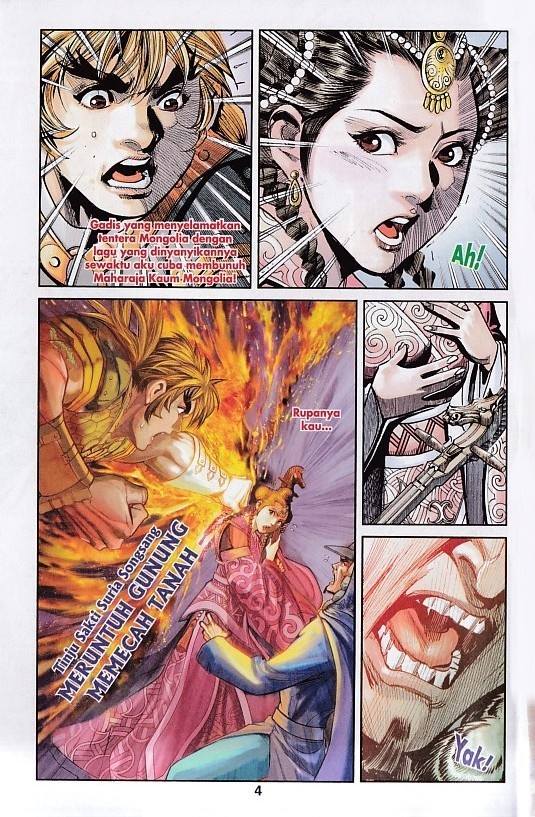 Gadis yang menyelamatkan
tentera Mongolia dengan
lagu yang dinyanyikannya
sewaktu aku cuba membunuh
Maharaja Kaum Mongolia!
Ah!
Rupanya
kau...
Tinju Sakti Suria Songsang
MERUNTUH GUNUNG
MEMECAH TANAH
Yak!
4